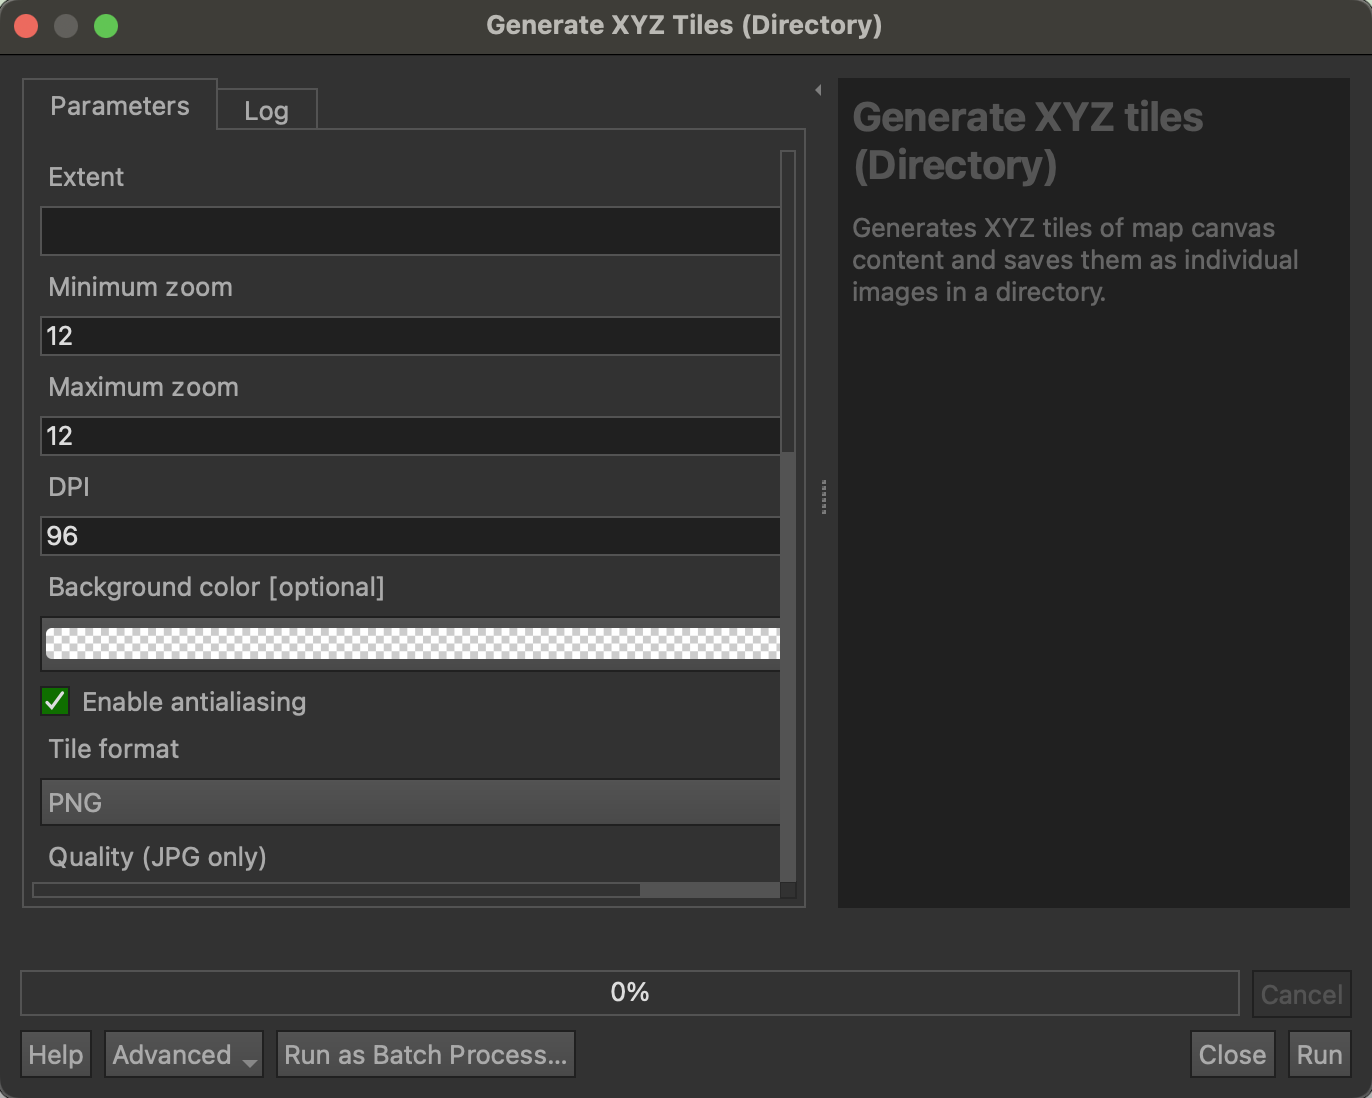 Generate XYZ Tiles (Directory)
Parameters
Log
Extent
Minimum zoom
12
Maximum zoom
12
DPI
96
Background color [optional]
Enable antialiasing
Tile format
PNG
Quality (JPG only)
Generate XYZ tiles
(Directory)
Generates XYZ tiles of map canvas
content and saves them as individual
images in a directory.
0%
Cancel
Help
Advanced
Run as Batch Process...
Close
Run